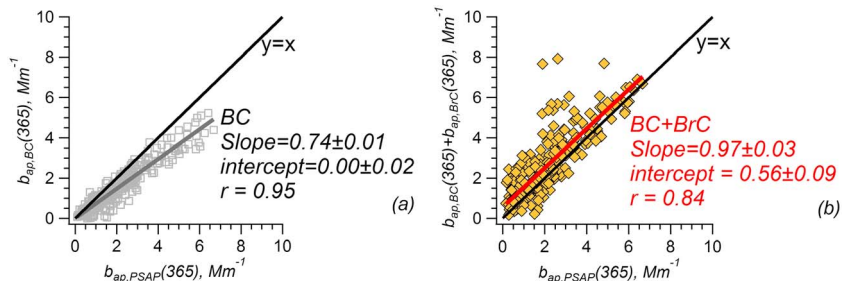 10
8
6
4
2
0
b_ap,BC(365), Mm⁻¹
y=x
BC
Slope=0.74±0.01
intercept=0.00±0.02
r = 0.95
(a)
0 2 4 6 8 10
b_ap,PSAP(365), Mm⁻¹
10
8
6
4
2
0
b_ap,BC(365)+b_ap,BrC(365), Mm⁻¹
y=x
BC+BrC
Slope=0.97±0.03
intercept = 0.56±0.09
r = 0.84
(b)
0 2 4 6 8 10
b_ap,PSAP(365), Mm⁻¹